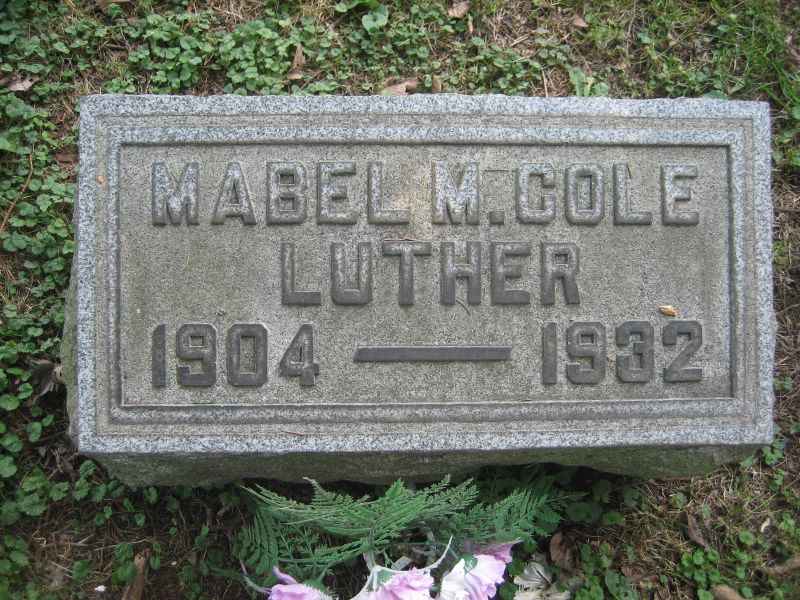 MABEL M. COLE
LUTHER
1904 — 1932